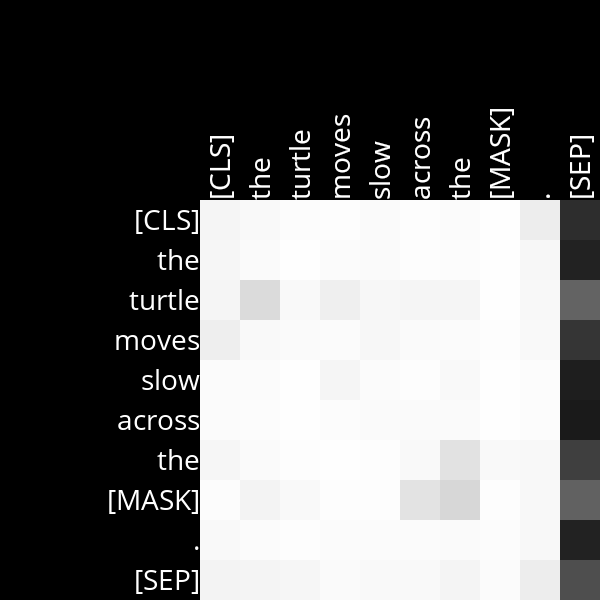 [CLS] the turtle moves slow across the [MASK] . [SEP]
[CLS]
the
turtle
moves
slow
across
the
[MASK]
.
[SEP]